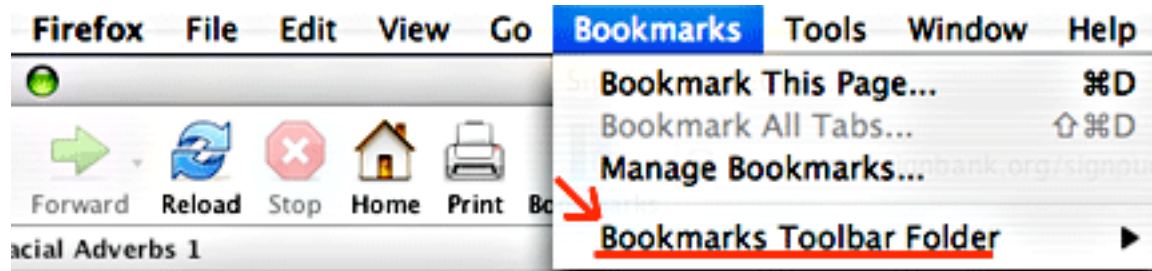 Firefox File Edit View Go Bookmarks Tools Window Help
Bookmark This Page... ⌘D
Bookmark All Tabs... ⇧⌘D
Manage Bookmarks...
Bookmarks Toolbar Folder
Forward Reload Stop Home Print
acial Adverbs 1